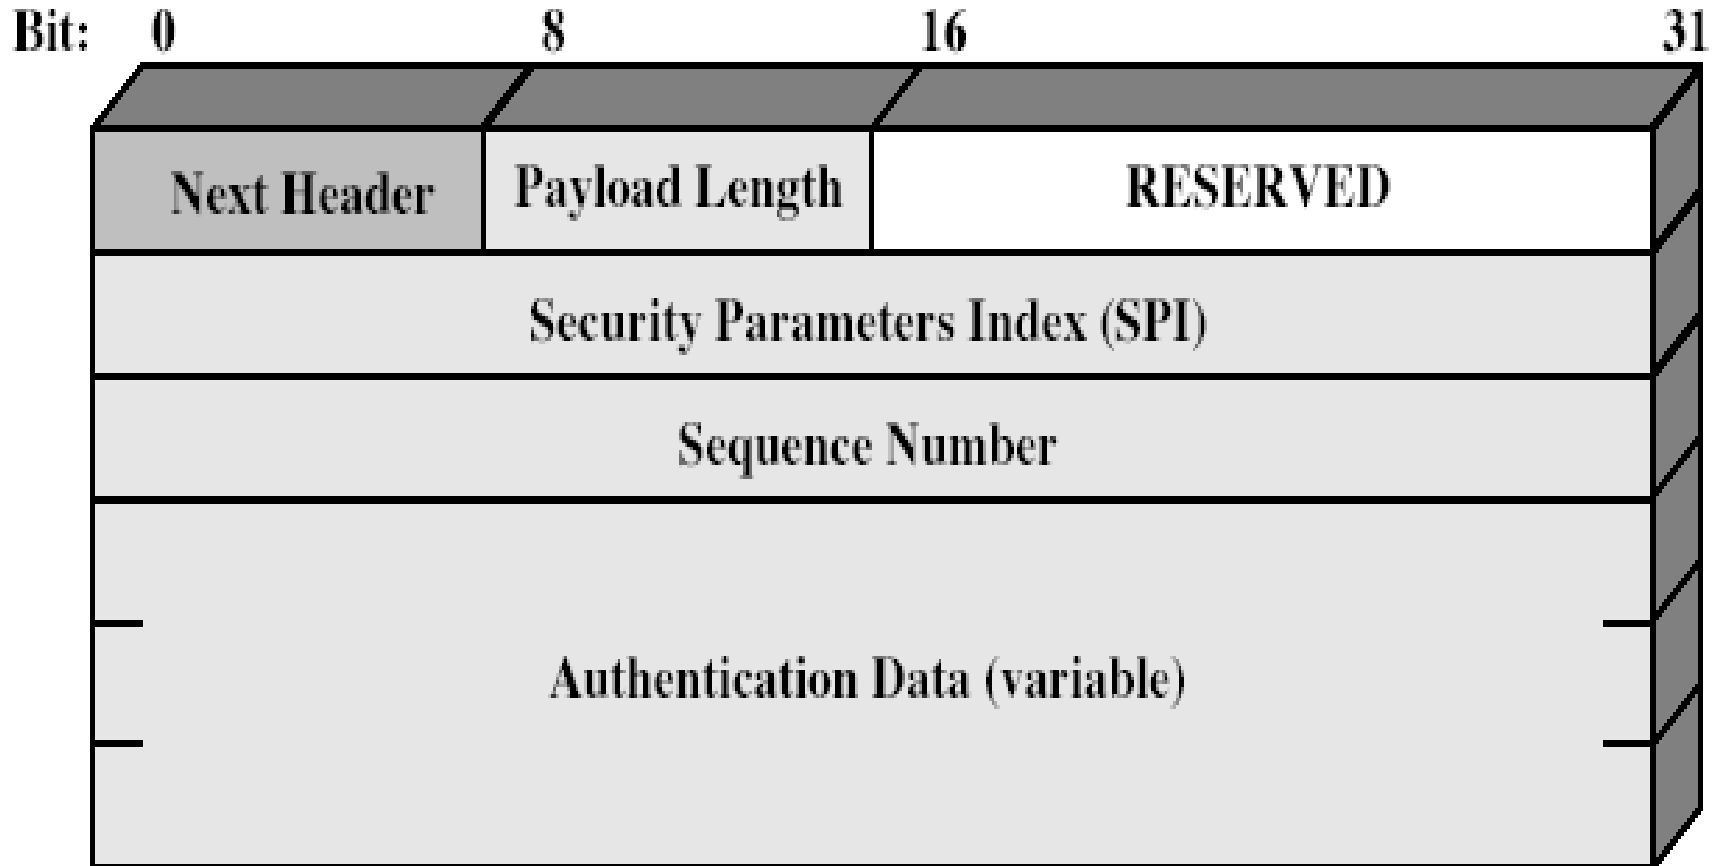 Bit: 0 8 16 31
Next Header Payload Length RESERVED
Security Parameters Index (SPI)
Sequence Number
Authentication Data (variable)